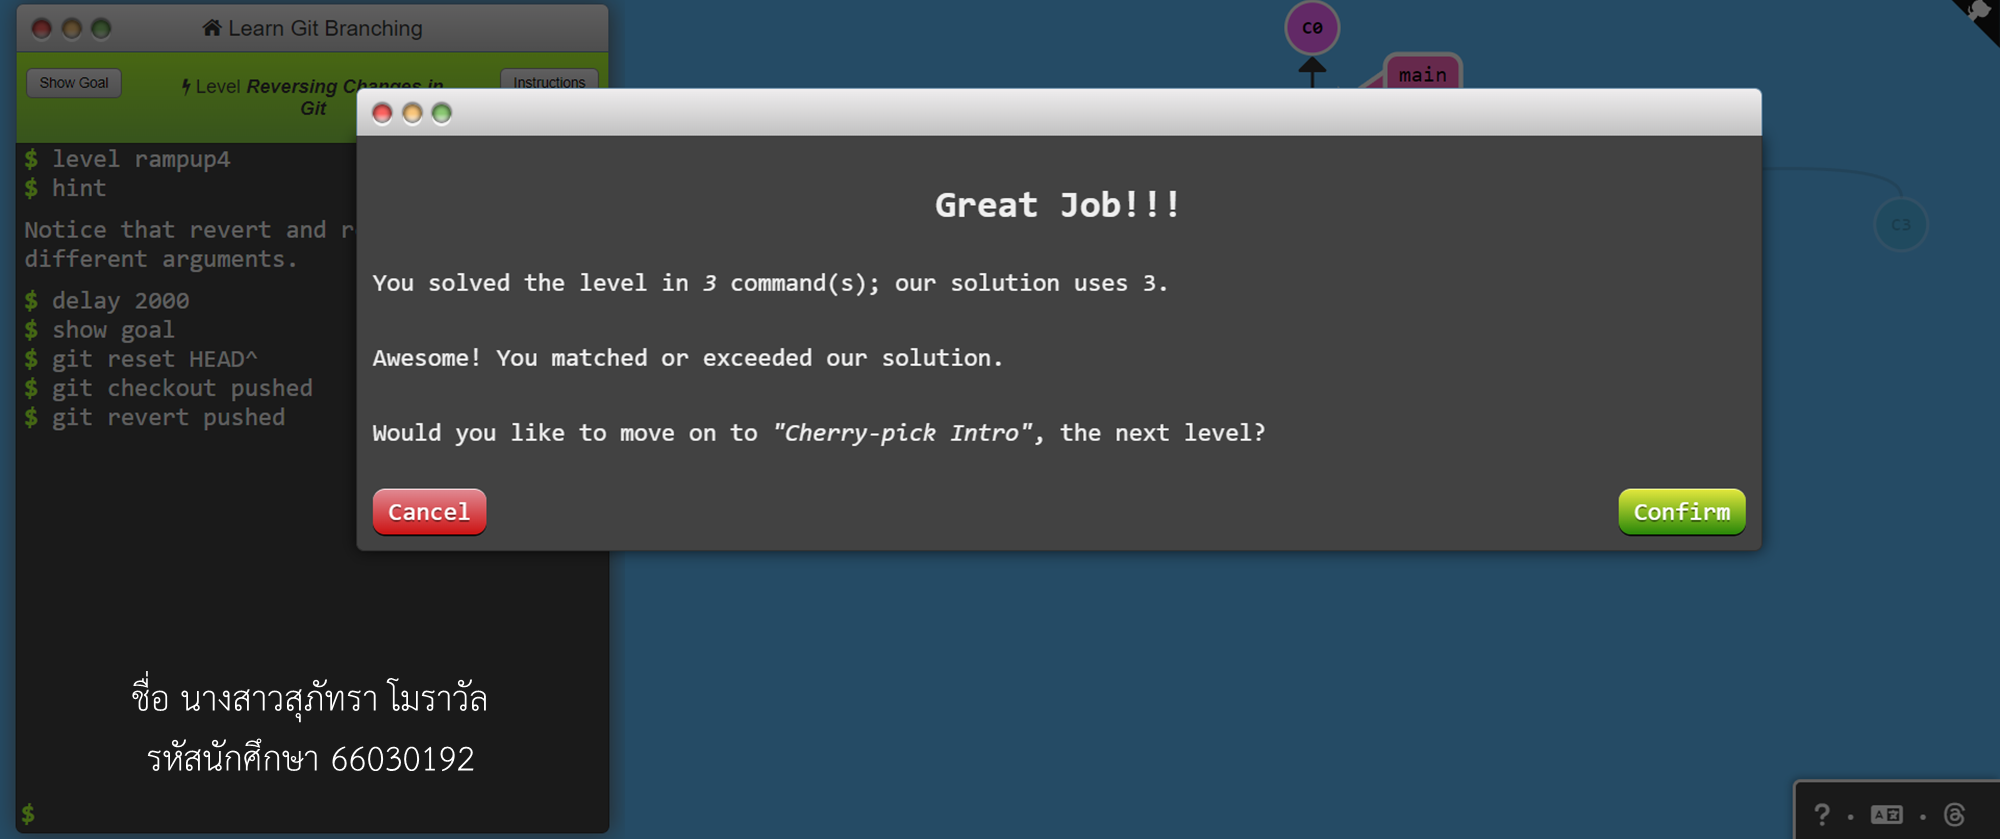 Learn Git Branching
Show Goal
Level Reversing Changes in
Git
Instructions
$ level rampup4
$ hint
Notice that revert and
different arguments.
$ delay 2000
$ show goal
$ git reset HEAD^
$ git checkout pushed
$ git revert pushed
C0
main
C3
Great Job!!!
You solved the level in 3 command(s); our solution uses 3.
Awesome! You matched or exceeded our solution.
Would you like to move on to "Cherry-pick Intro", the next level?
Cancel
Confirm
ชื่อ นางสาวสุภัทรา โมราวัล
รหัสนักศึกษา 66030192
$
?